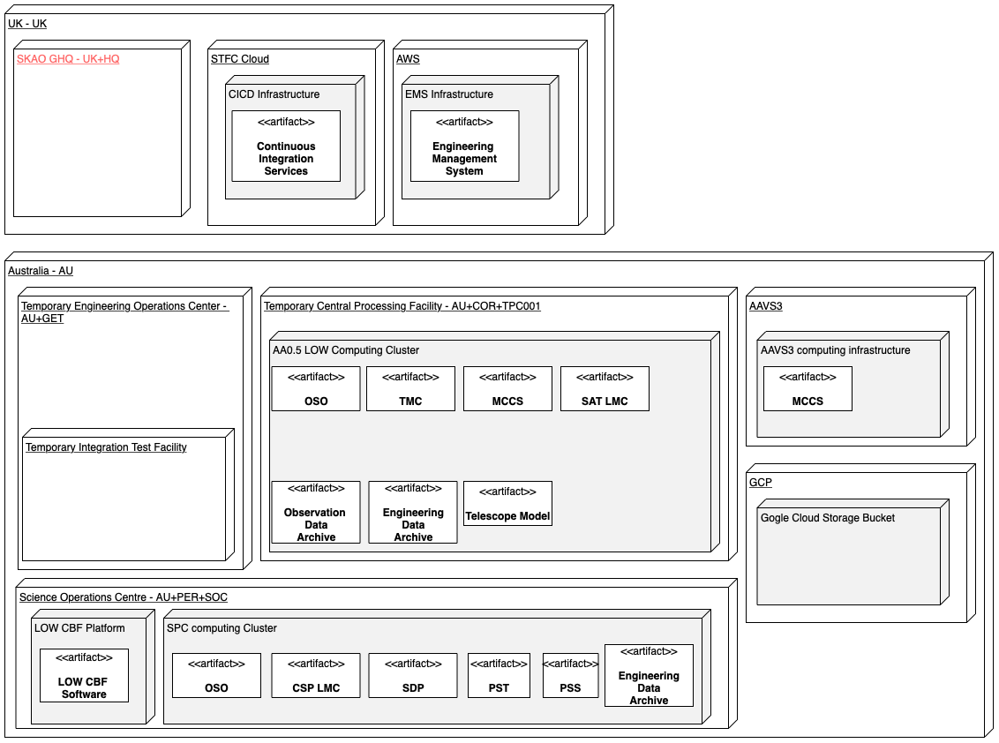 UK - UK
SKAO GHQ - UK+HQ
STFC Cloud
CICD Infrastructure
<<artifact>>
Continuous
Integration
Services
AWS
EMS Infrastructure
<<artifact>>
Engineering
Management
System
Australia - AU
Temporary Engineering Operations Center -
AU+GET
Temporary Integration Test Facility
Temporary Central Processing Facility - AU+COR+TPC001
AA0.5 LOW Computing Cluster
<<artifact>>
OSO
<<artifact>>
TMC
<<artifact>>
MCCS
<<artifact>>
SAT LMC
<<artifact>>
Observation
Data
Archive
<<artifact>>
Engineering
Data
Archive
<<artifact>>
Telescope Model
AAVS3
AAVS3 computing infrastructure
<<artifact>>
MCCS
GCP
Gogle Cloud Storage Bucket
Science Operations Centre - AU+PER+SOC
LOW CBF Platform
<<artifact>>
LOW CBF
Software
SPC computing Cluster
<<artifact>>
OSO
<<artifact>>
CSP LMC
<<artifact>>
SDP
<<artifact>>
PST
<<artifact>>
PSS
<<artifact>>
Engineering
Data
Archive